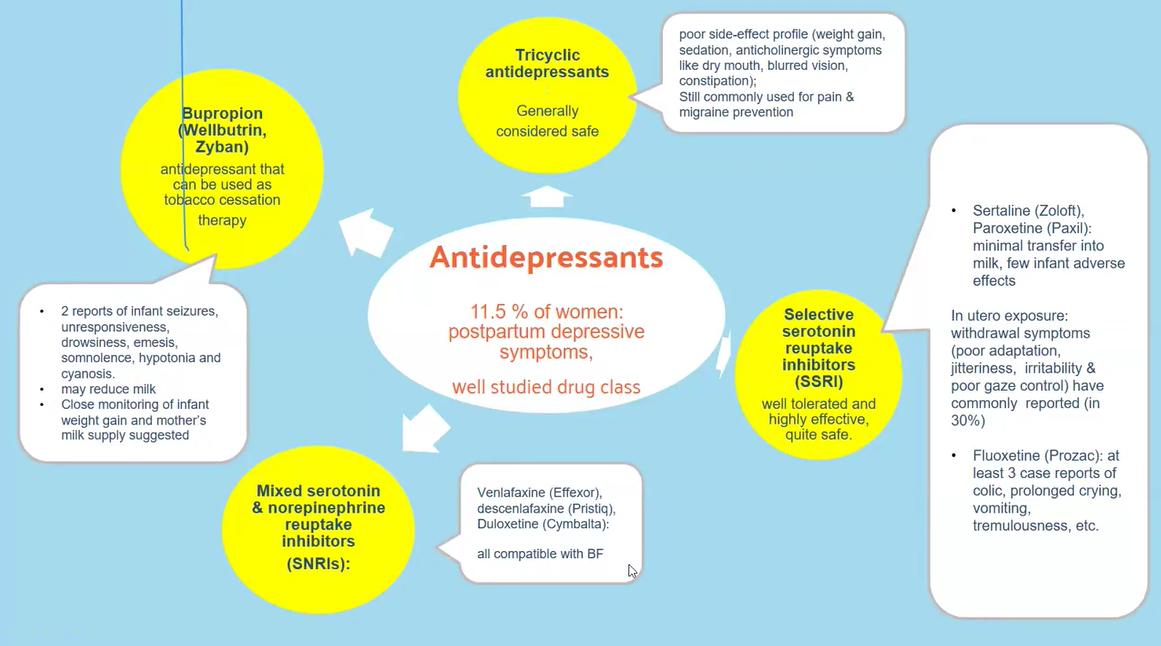 Antidepressants
11.5 % of women:
postpartum depressive
symptoms,
well studied drug class
Tricyclic
antidepressants
Generally
considered safe
poor side-effect profile (weight gain,
sedation, anticholinergic symptoms
like dry mouth, blurred vision,
constipation);
Still commonly used for pain &
migraine prevention
Bupropion
(Wellbutrin,
Zyban)
antidepressant that
can be used as
tobacco cessation
therapy
• 2 reports of infant seizures,
unresponsiveness,
drowsiness, emesis,
somnolence, hypotonia and
cyanosis.
• may reduce milk
• Close monitoring of infant
weight gain and mother's
milk supply suggested
Selective
serotonin
reuptake
inhibitors
(SSRI)
well tolerated and
highly effective,
quite safe.
• Sertaline (Zoloft),
Paroxetine (Paxil):
minimal transfer into
milk, few infant adverse
effects
In utero exposure:
withdrawal symptoms
(poor adaptation,
jitteriness, irritability &
poor gaze control) have
commonly reported (in
30%)
• Fluoxetine (Prozac): at
least 3 case reports of
colic, prolonged crying,
vomiting,
tremulousness, etc.
Mixed serotonin
& norepinephrine
reuptake
inhibitors
(SNRIs):
Venlafaxine (Effexor),
descenlafaxine (Pristiq),
Duloxetine (Cymbalta):
all compatible with BF